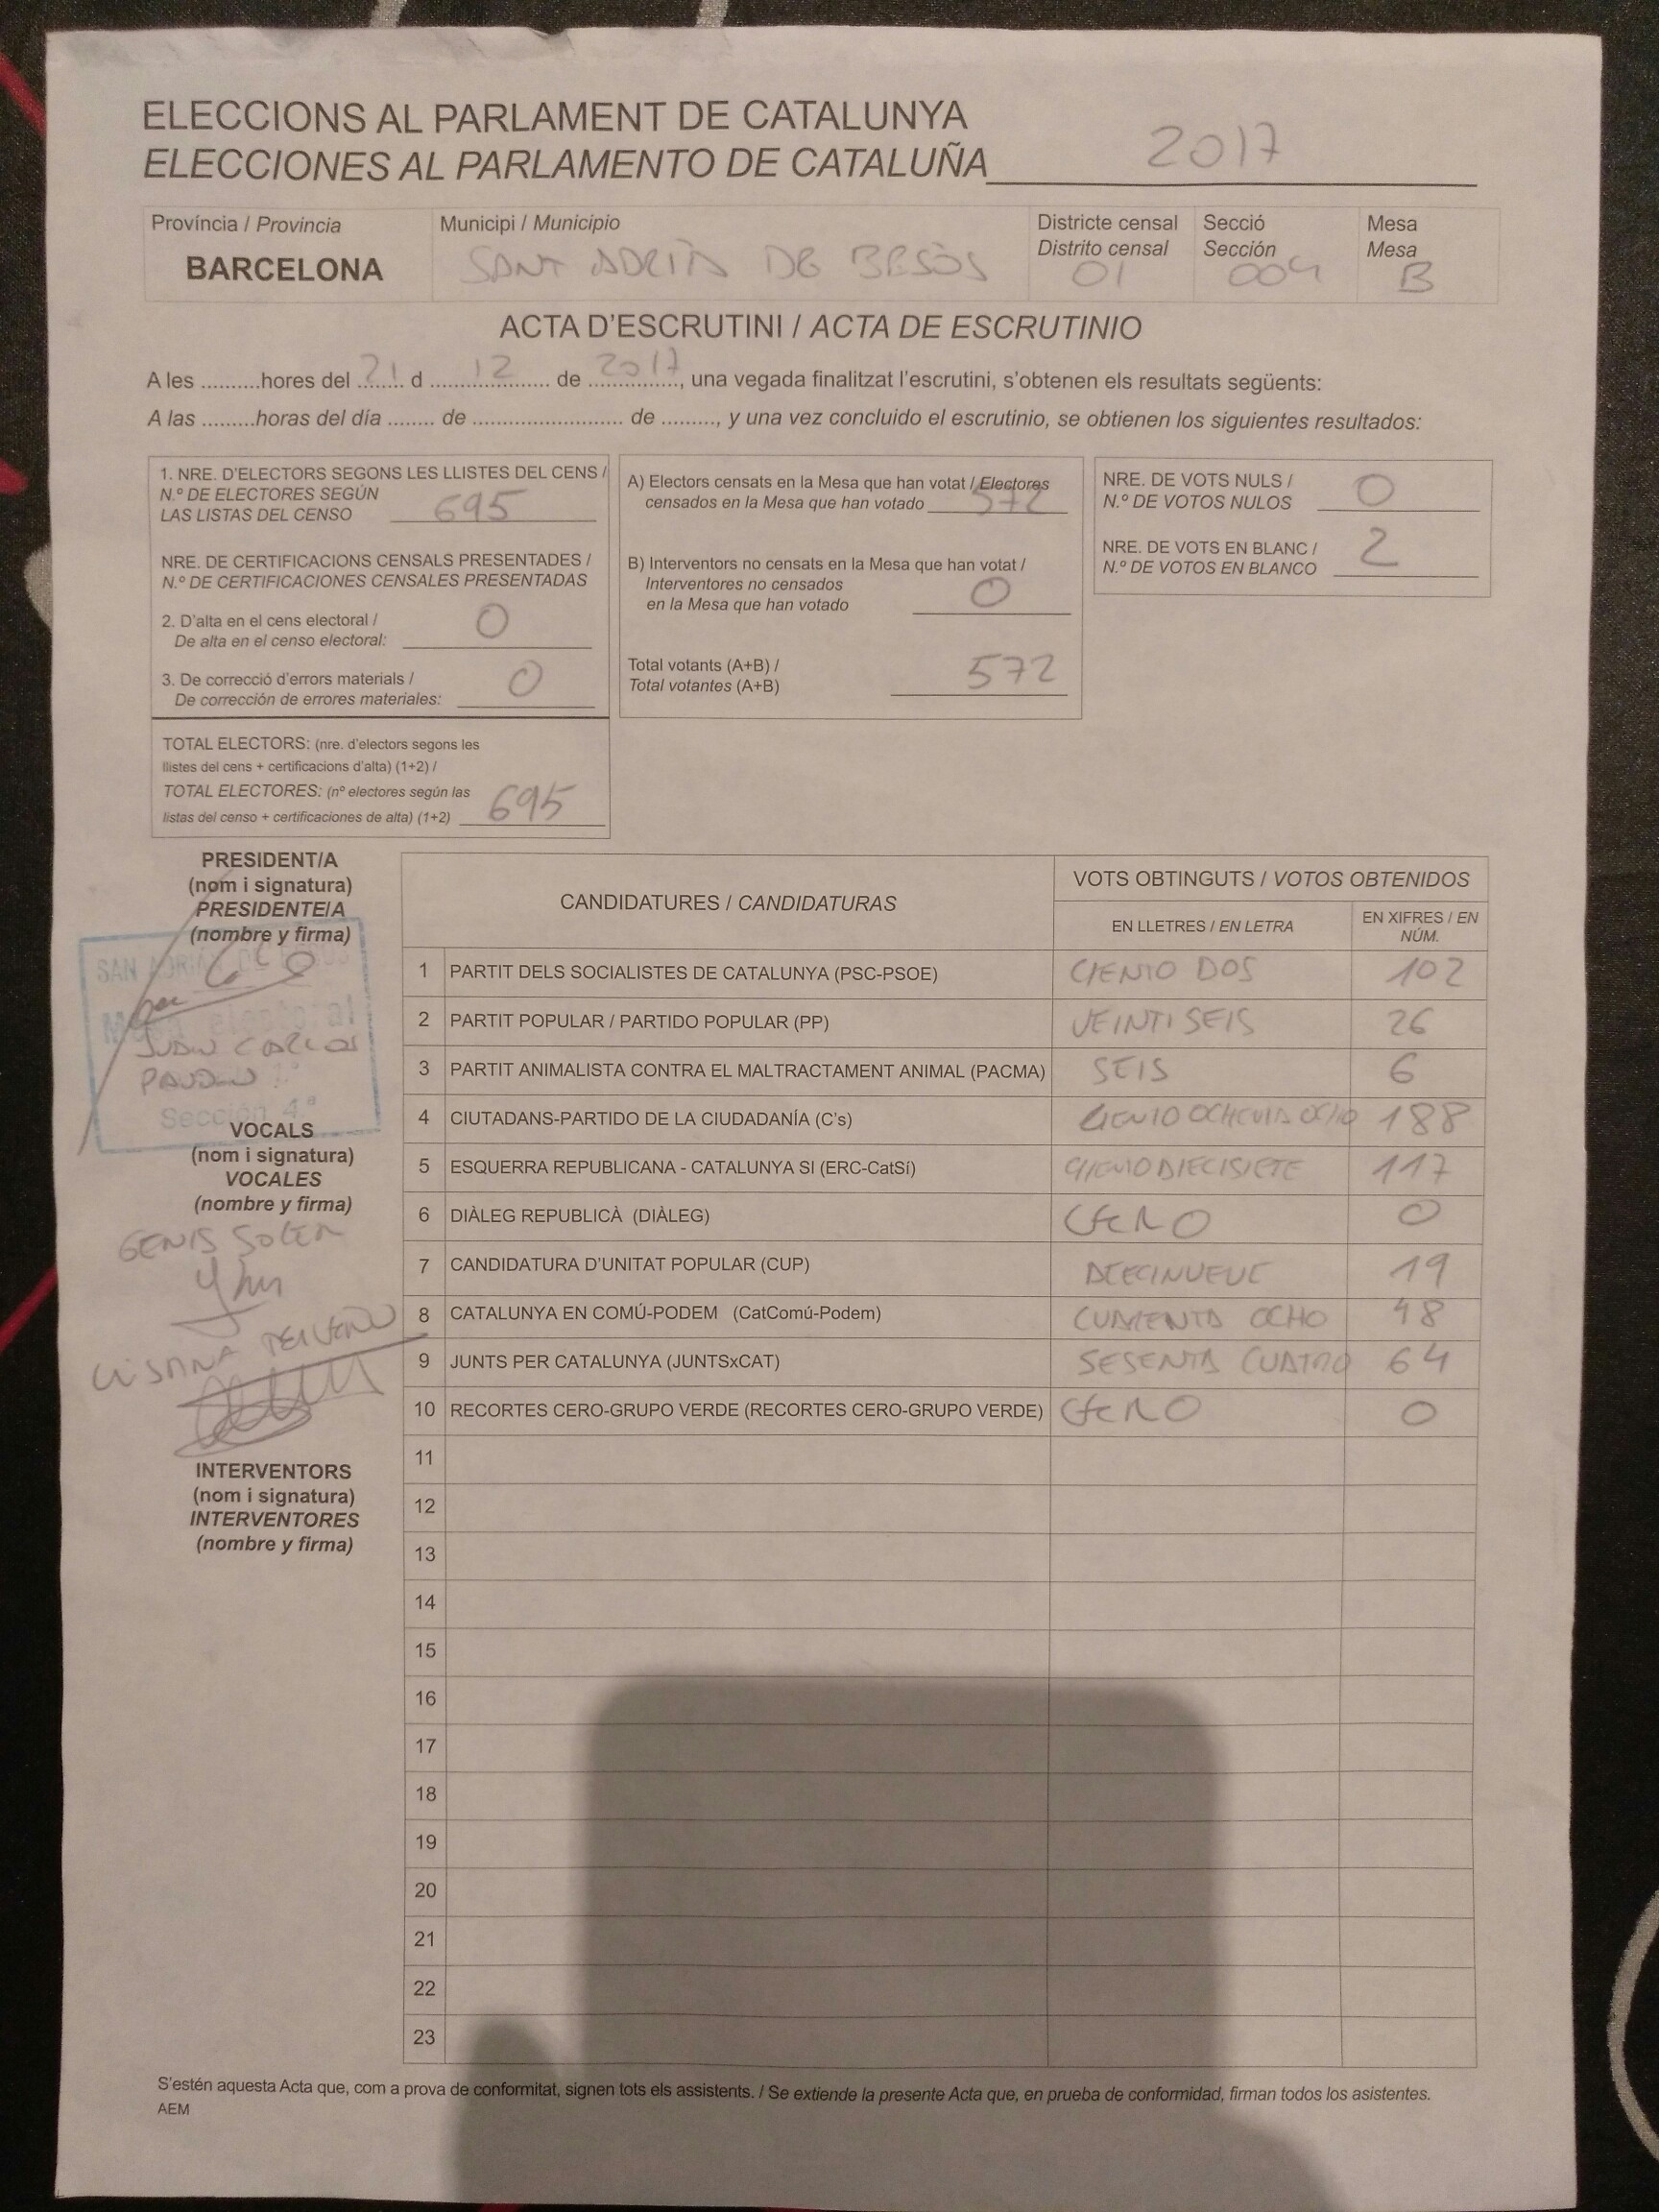 ELECCIONS AL PARLAMENT DE CATALUNYA
ELECCIONES AL PARLAMENTO DE CATALUÑA 2017
Província / Provincia
BARCELONA
Municipi / Municipio
SANT ADRIÀ DE BESÒS
Districte censal
Distrito censal
01
Secció
Sección
004
Mesa
Mesa
B
ACTA D'ESCRUTINI / ACTA DE ESCRUTINIO
A les ..........hores del 21 d 12 de 2017, una vegada finalitzat l'escrutini, s'obtenen els resultats següents:
A las .........horas del día ........ de .......................... de ........., y una vez concluido el escrutinio, se obtienen los siguientes resultados:
1. NRE. D'ELECTORS SEGONS LES LLISTES DEL CENS /
N.º DE ELECTORES SEGÚN
LAS LISTAS DEL CENSO 695
NRE. DE CERTIFICACIONS CENSALS PRESENTADES /
N.º DE CERTIFICACIONES CENSALES PRESENTADAS
2. D'alta en el cens electoral /
De alta en el censo electoral: 0
3. De correcció d'errors materials /
De corrección de errores materiales: 0
TOTAL ELECTORS: (nre. d'electors segons les
llistes del cens + certificacions d'alta) (1+2) /
TOTAL ELECTORES: (nº electores según las
listas del censo + certificaciones de alta) (1+2) 695
A) Electors censats en la Mesa que han votat / Electores
censados en la Mesa que han votado 572
B) Interventors no censats en la Mesa que han votat /
Interventores no censados
en la Mesa que han votado 0
Total votants (A+B) /
Total votantes (A+B) 572
NRE. DE VOTS NULS /
N.º DE VOTOS NULOS 0
NRE. DE VOTS EN BLANC /
N.º DE VOTOS EN BLANCO 2
PRESIDENT/A
(nom i signatura)
PRESIDENTE/A
(nombre y firma)
SAN ADRIÁN DE BESÓS
Mesa electoral
JUAN CARLOS
Sección 4.ª
VOCALS
(nom i signatura)
VOCALES
(nombre y firma)
GENIS SOLER
INTERVENTORS
(nom i signatura)
INTERVENTORES
(nombre y firma)
CANDIDATURES / CANDIDATURAS
VOTS OBTINGUTS / VOTOS OBTENIDOS
EN LLETRES / EN LETRA
EN XIFRES / EN
NÚM.
1 PARTIT DELS SOCIALISTES DE CATALUNYA (PSC-PSOE) CIENTO DOS 102
2 PARTIT POPULAR / PARTIDO POPULAR (PP) VEINTISEIS 26
3 PARTIT ANIMALISTA CONTRA EL MALTRACTAMENT ANIMAL (PACMA) SEIS 6
4 CIUTADANS-PARTIDO DE LA CIUDADANÍA (C's) CIENTO OCHENTA OCHO 188
5 ESQUERRA REPUBLICANA - CATALUNYA SI (ERC-CatSí) CIENTO DIECISIETE 117
6 DIÀLEG REPUBLICÀ (DIÀLEG) CERO 0
7 CANDIDATURA D'UNITAT POPULAR (CUP) DIECINUEVE 19
8 CATALUNYA EN COMÚ-PODEM (CatComú-Podem) CUARENTA OCHO 48
9 JUNTS PER CATALUNYA (JUNTSxCAT) SESENTA CUATRO 64
10 RECORTES CERO-GRUPO VERDE (RECORTES CERO-GRUPO VERDE) CERO 0
11
12
13
14
15
16
17
18
19
20
21
22
23
S'estén aquesta Acta que, com a prova de conformitat, signen tots els assistents. / Se extiende la presente Acta que, en prueba de conformidad, firman todos los asistentes.
AEM